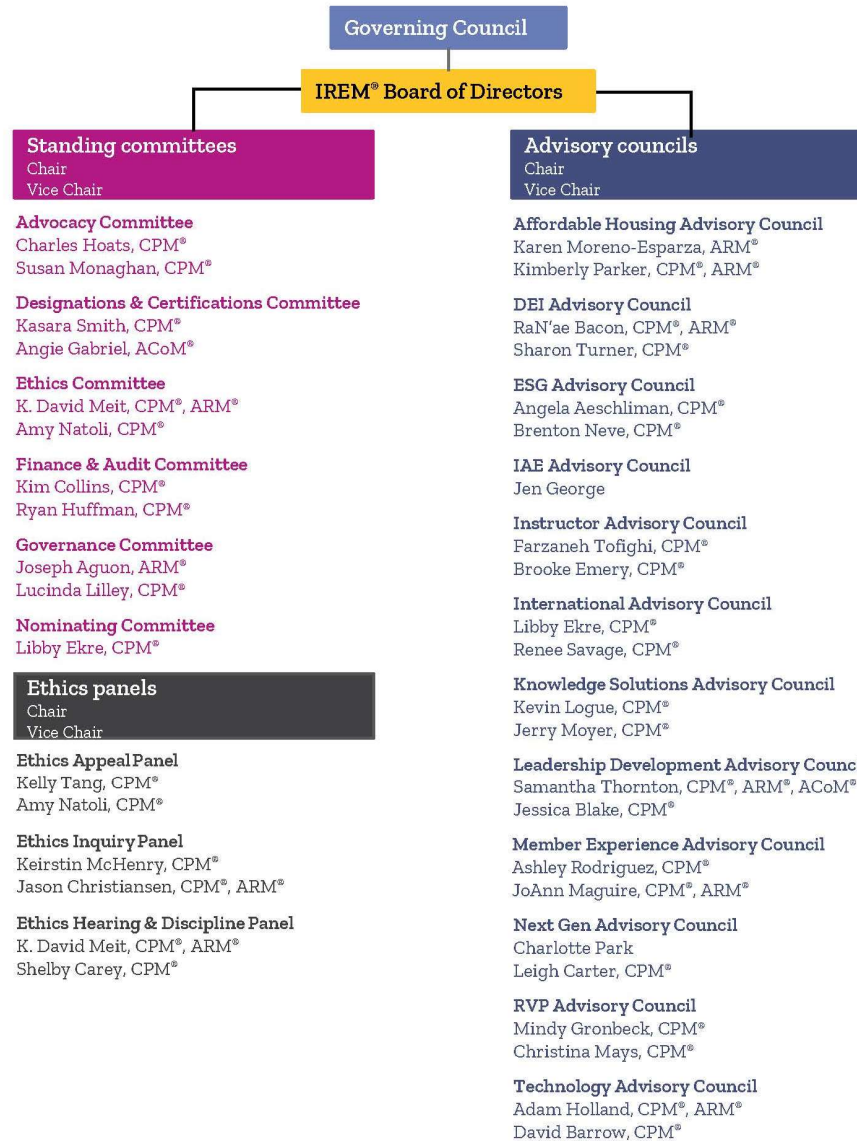 Governing Council
IREM® Board of Directors
Standing committees
Chair
Vice Chair
Advocacy Committee
Charles Hoats, CPM®
Susan Monaghan, CPM®
Designations & Certifications Committee
Kasara Smith, CPM®
Angie Gabriel, ACoM®
Ethics Committee
K. David Meit, CPM®, ARM®
Amy Natoli, CPM®
Finance & Audit Committee
Kim Collins, CPM®
Ryan Huffman, CPM®
Governance Committee
Joseph Aguon, ARM®
Lucinda Lilley, CPM®
Nominating Committee
Libby Ekre, CPM®
Ethics panels
Chair
Vice Chair
Ethics Appeal Panel
Kelly Tang, CPM®
Amy Natoli, CPM®
Ethics Inquiry Panel
Keirstin McHenry, CPM®
Jason Christiansen, CPM®, ARM®
Ethics Hearing & Discipline Panel
K. David Meit, CPM®, ARM®
Shelby Carey, CPM®
Advisory councils
Chair
Vice Chair
Affordable Housing Advisory Council
Karen Moreno-Esparza, ARM®
Kimberly Parker, CPM®, ARM®
DEI Advisory Council
RaN'ae Bacon, CPM®, ARM®
Sharon Turner, CPM®
ESG Advisory Council
Angela Aeschliman, CPM®
Brenton Neve, CPM®
IAE Advisory Council
Jen George
Instructor Advisory Council
Farzaneh Tofighi, CPM®
Brooke Emery, CPM®
International Advisory Council
Libby Ekre, CPM®
Renee Savage, CPM®
Knowledge Solutions Advisory Council
Kevin Logue, CPM®
Jerry Moyer, CPM®
Leadership Development Advisory Counc
Samantha Thornton, CPM®, ARM®, ACoM®
Jessica Blake, CPM®
Member Experience Advisory Council
Ashley Rodriguez, CPM®
JoAnn Maguire, CPM®, ARM®
Next Gen Advisory Council
Charlotte Park
Leigh Carter, CPM®
RVP Advisory Council
Mindy Gronbeck, CPM®
Christina Mays, CPM®
Technology Advisory Council
Adam Holland, CPM®, ARM®
David Barrow, CPM®